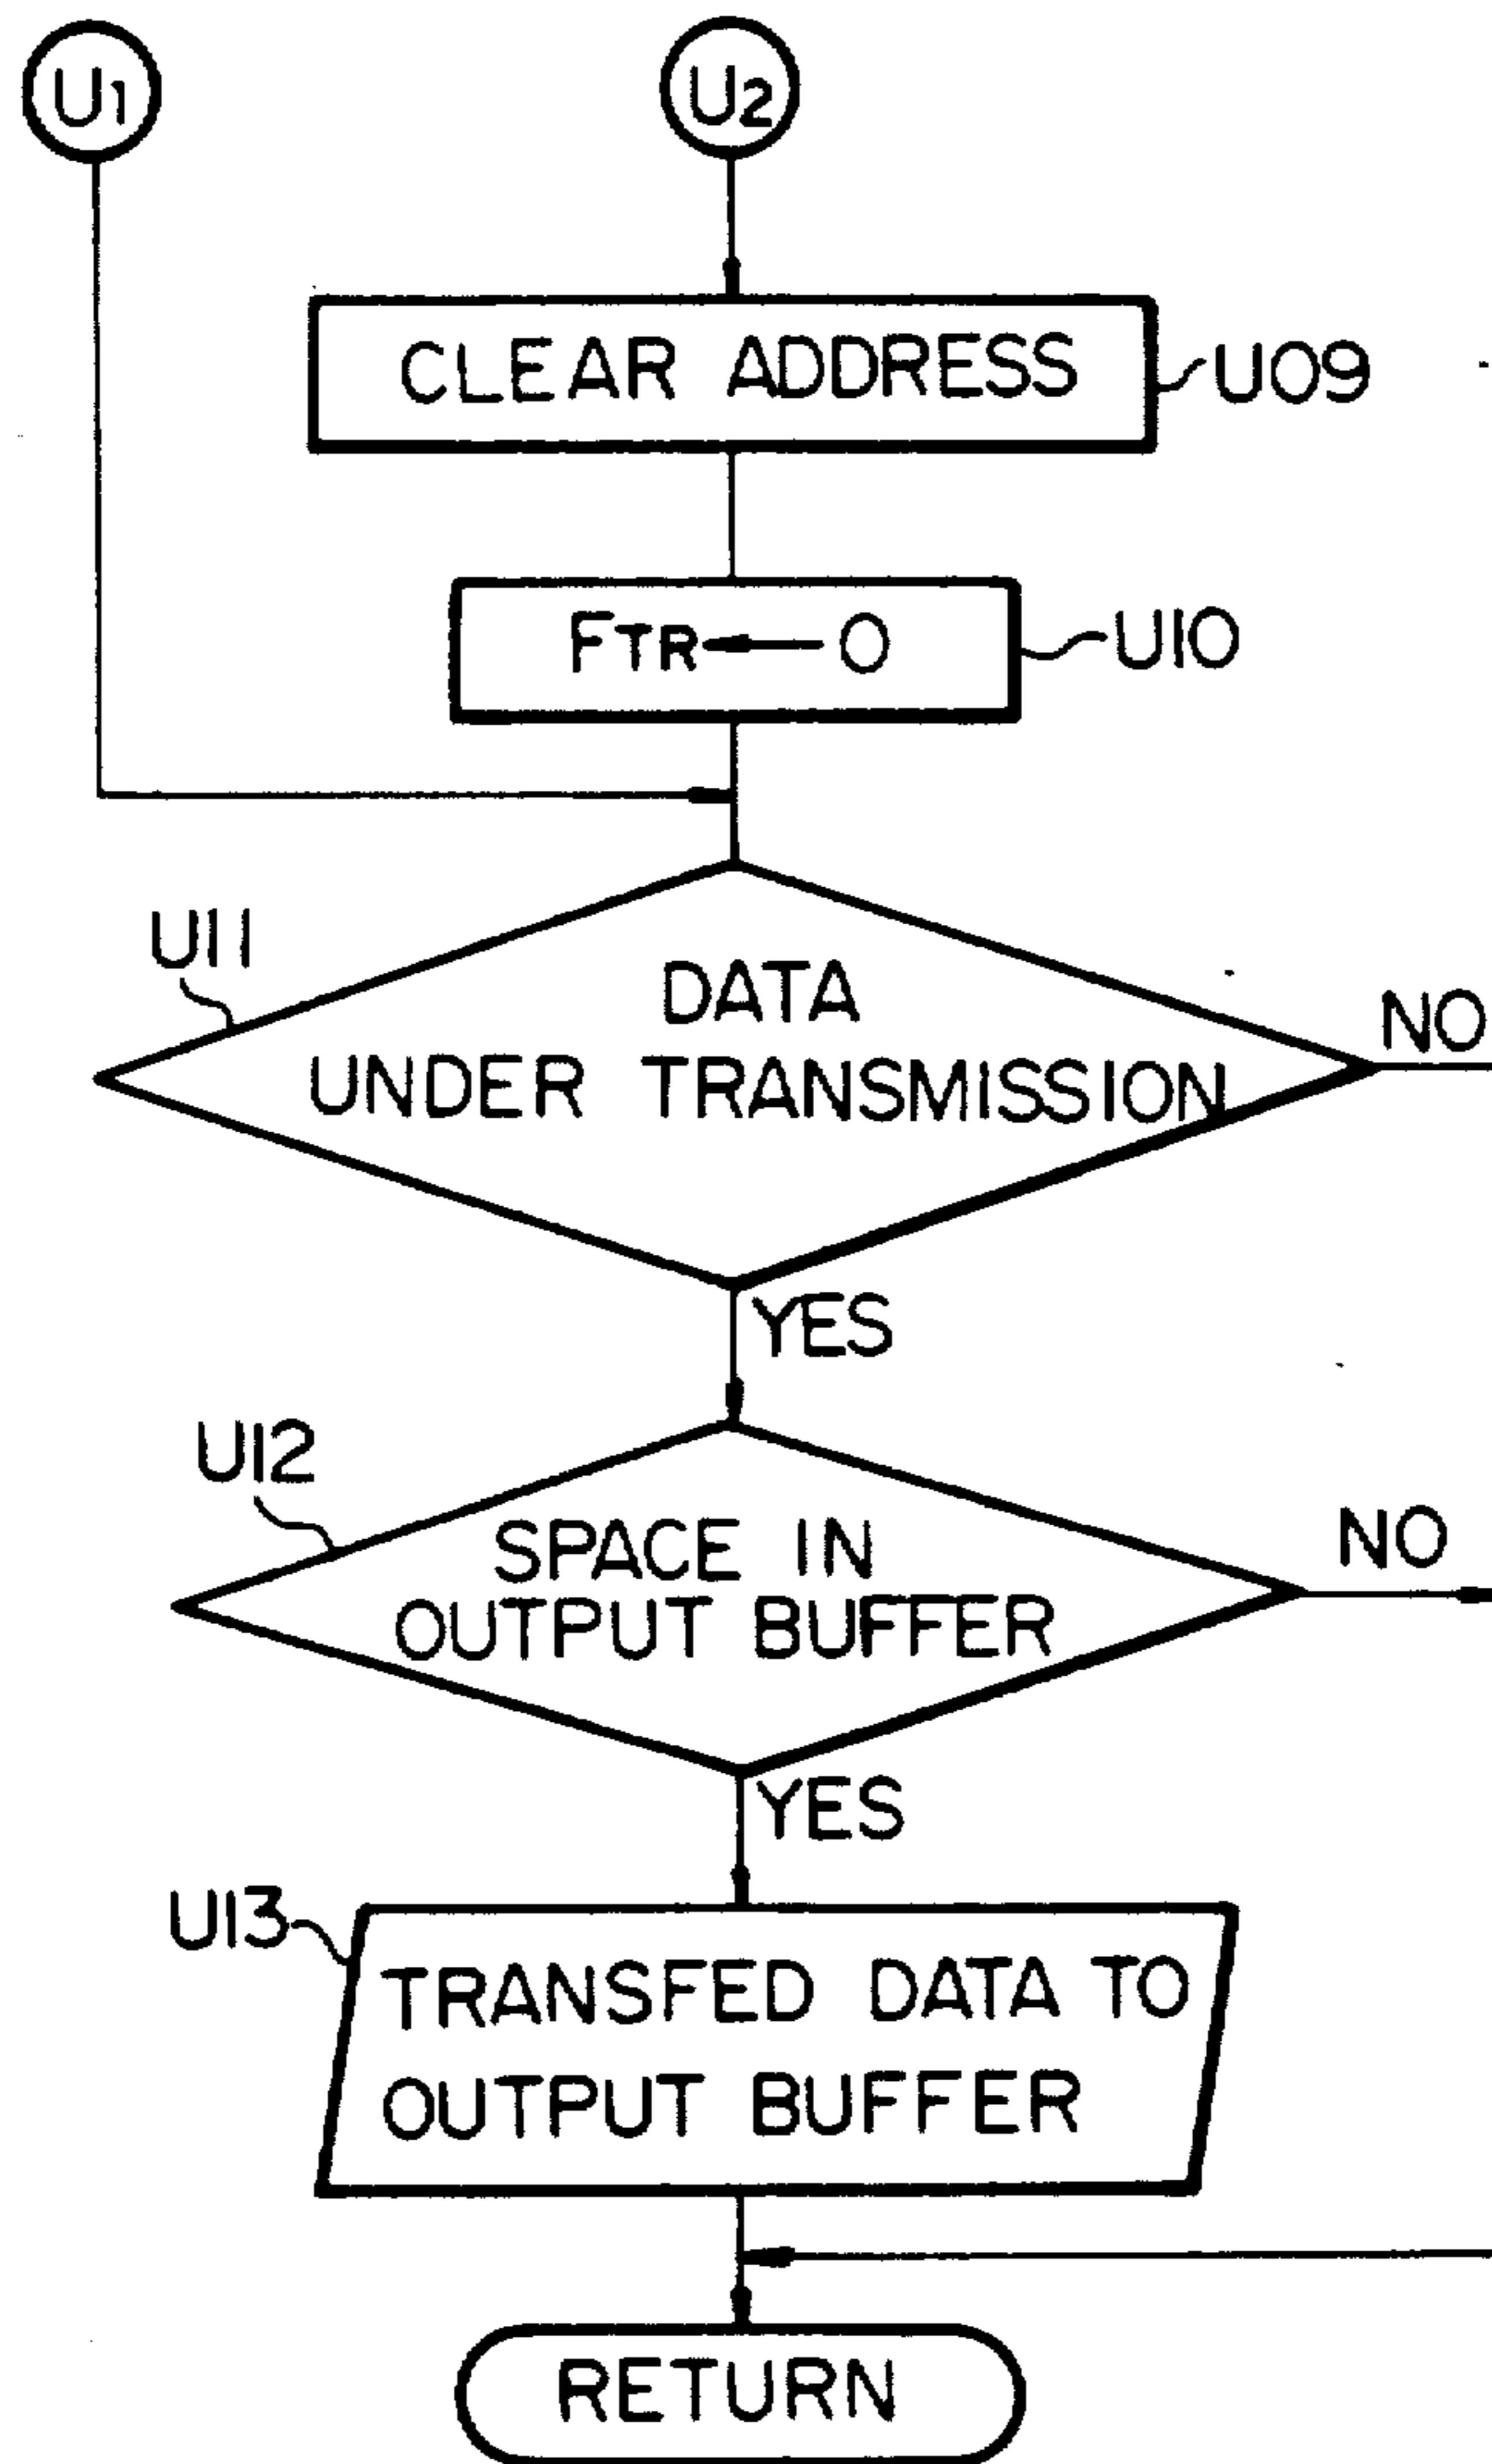 U1
U2
CLEAR ADDRESS
U09
FTR ← 0
U10
U11
DATA
UNDER TRANSMISSION
NO
YES
U12
SPACE IN
OUTPUT BUFFER
NO
YES
U13
TRANSFED DATA TO
OUTPUT BUFFER
RETURN